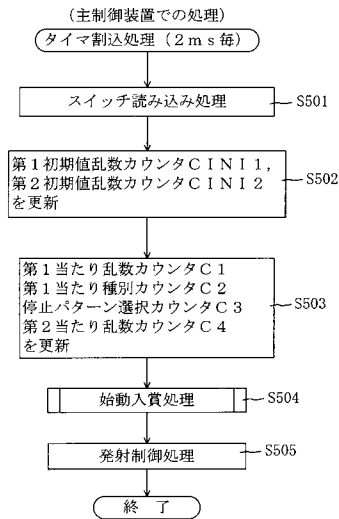 (主制御装置での処理)
タイマ割込処理(2ms毎)
スイッチ読み込み処理
S501
第1初期値乱数カウンタCINI1,
第2初期値乱数カウンタCINI2
を更新
S502
第1当たり乱数カウンタC1
第1当たり種別カウンタC2
停止パターン選択カウンタC3
第2当たり乱数カウンタC4
を更新
S503
始動入賞処理
S504
発射制御処理
S505
終 了